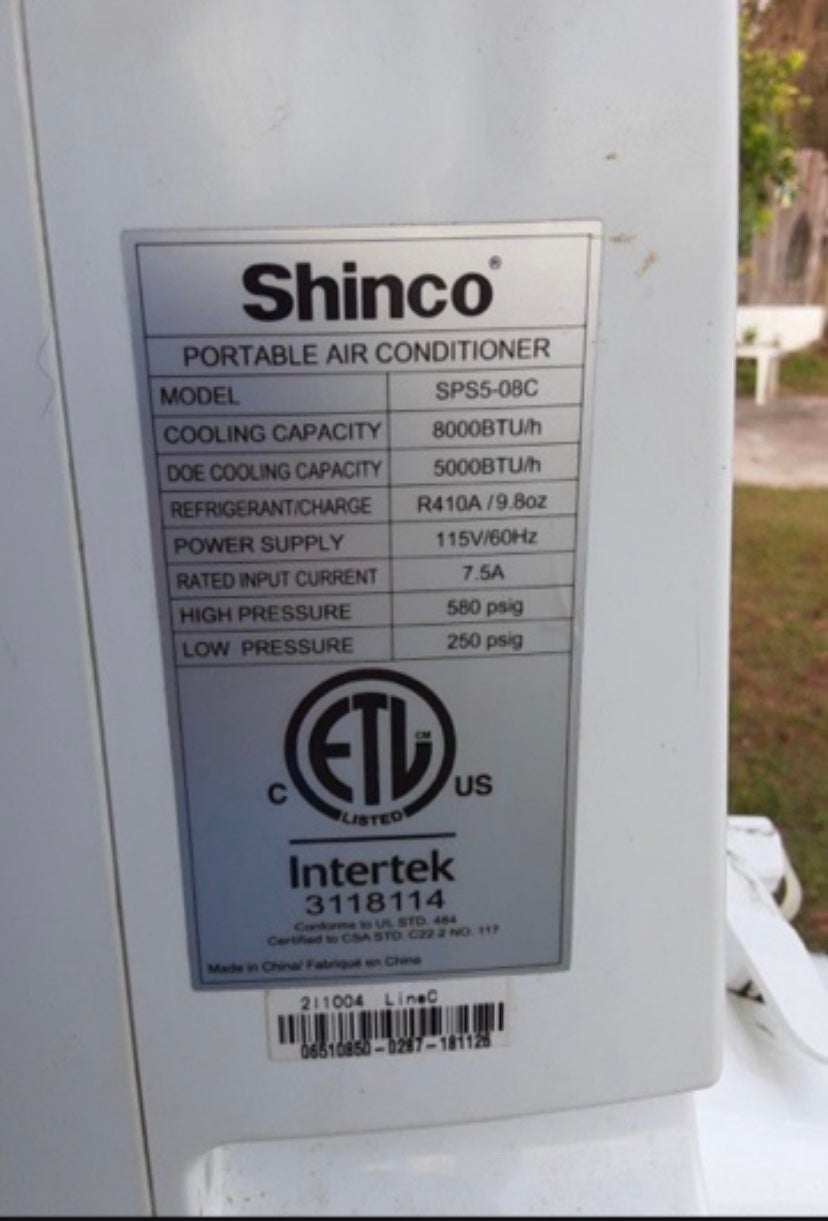 Shinco®
PORTABLE AIR CONDITIONER
MODEL SPS5-08C
COOLING CAPACITY 8000BTU/h
DOE COOLING CAPACITY 5000BTU/h
REFRIGERANT/CHARGE R410A / 9.8oz
POWER SUPPLY 115V/60Hz
RATED INPUT CURRENT 7.5A
HIGH PRESSURE 580 psig
LOW PRESSURE 250 psig
ETL CM
C US
LISTED
Intertek
3118114
Conforms to UL STD. 484
Certified to CSA STD. C22.2 NO. 117
Made in China/ Fabriqué en Chine
211004 LineC
06510850-0287-181126